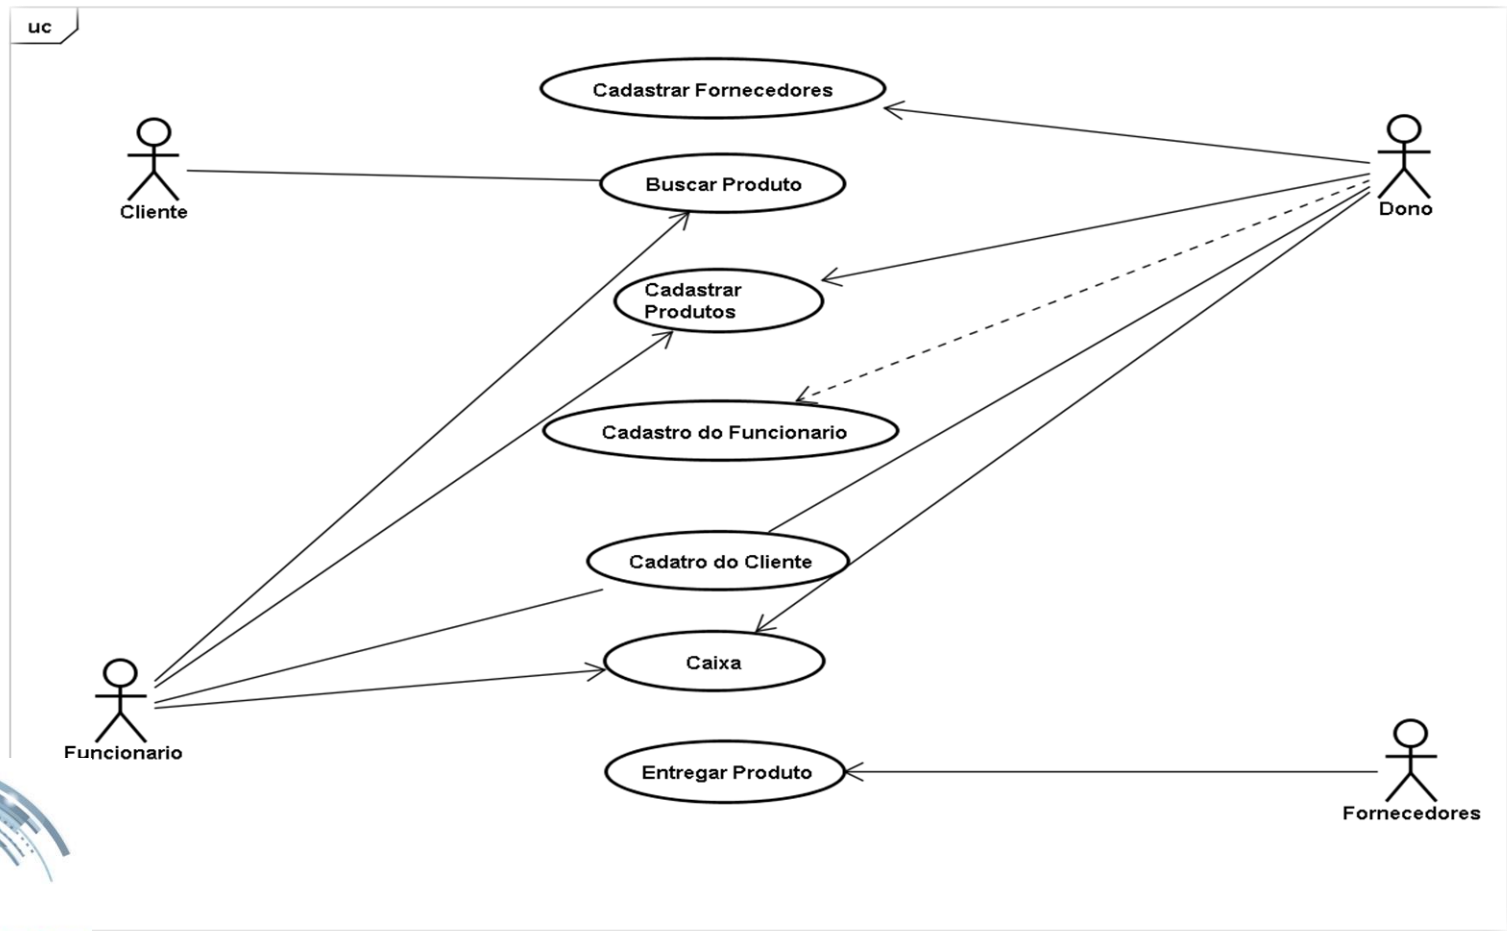 uc
Cadastrar Fornecedores
Buscar Produto
Cliente
Dono
Cadastrar
Produtos
Cadastro do Funcionario
Cadatro do Cliente
Caixa
Funcionario
Entregar Produto
Fornecedores